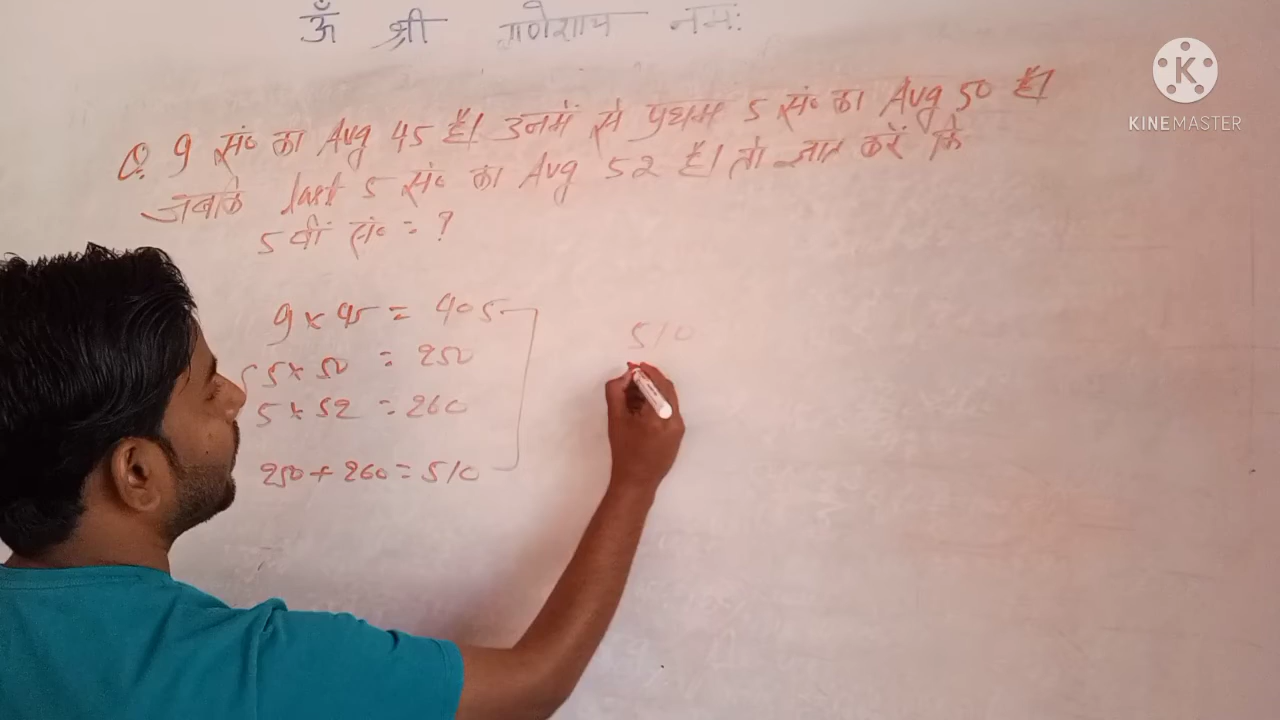 ॐ श्री गणेशाय नमः
Q. 9 सं० का Avg 45 है। उनमें से प्रथम 5 सं० का Avg 50 है।
जबकि last 5 सं० का Avg 52 है। तो ज्ञात करें कि
5 वीं सं० = ?
9 × 45 = 405
5 5 × 50 = 250
5 × 52 = 260
250 + 260 = 510
510
K
KINEMASTER